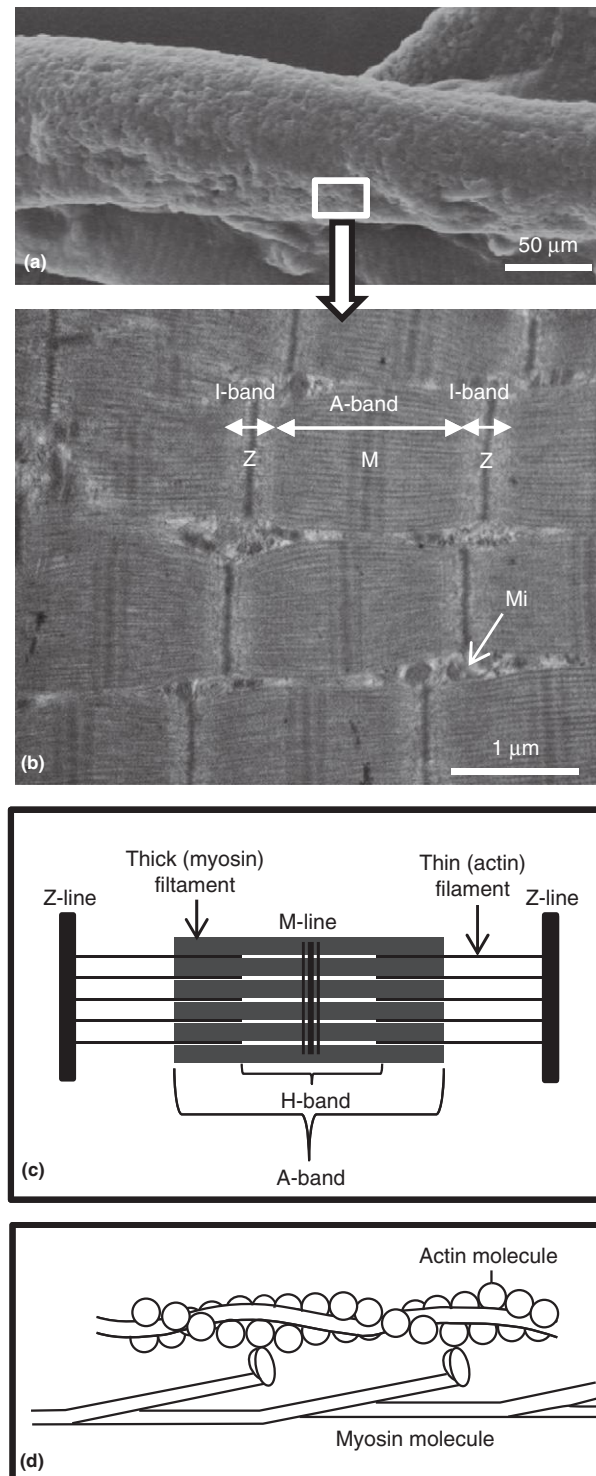 50 μm
(a)
I-band
A-band
I-band
Z
M
Z
Mi
1 μm
(b)
Thick (myosin)
filtament
Thin (actin)
filament
Z-line
M-line
Z-line
H-band
A-band
(c)
Actin molecule
Myosin molecule
(d)